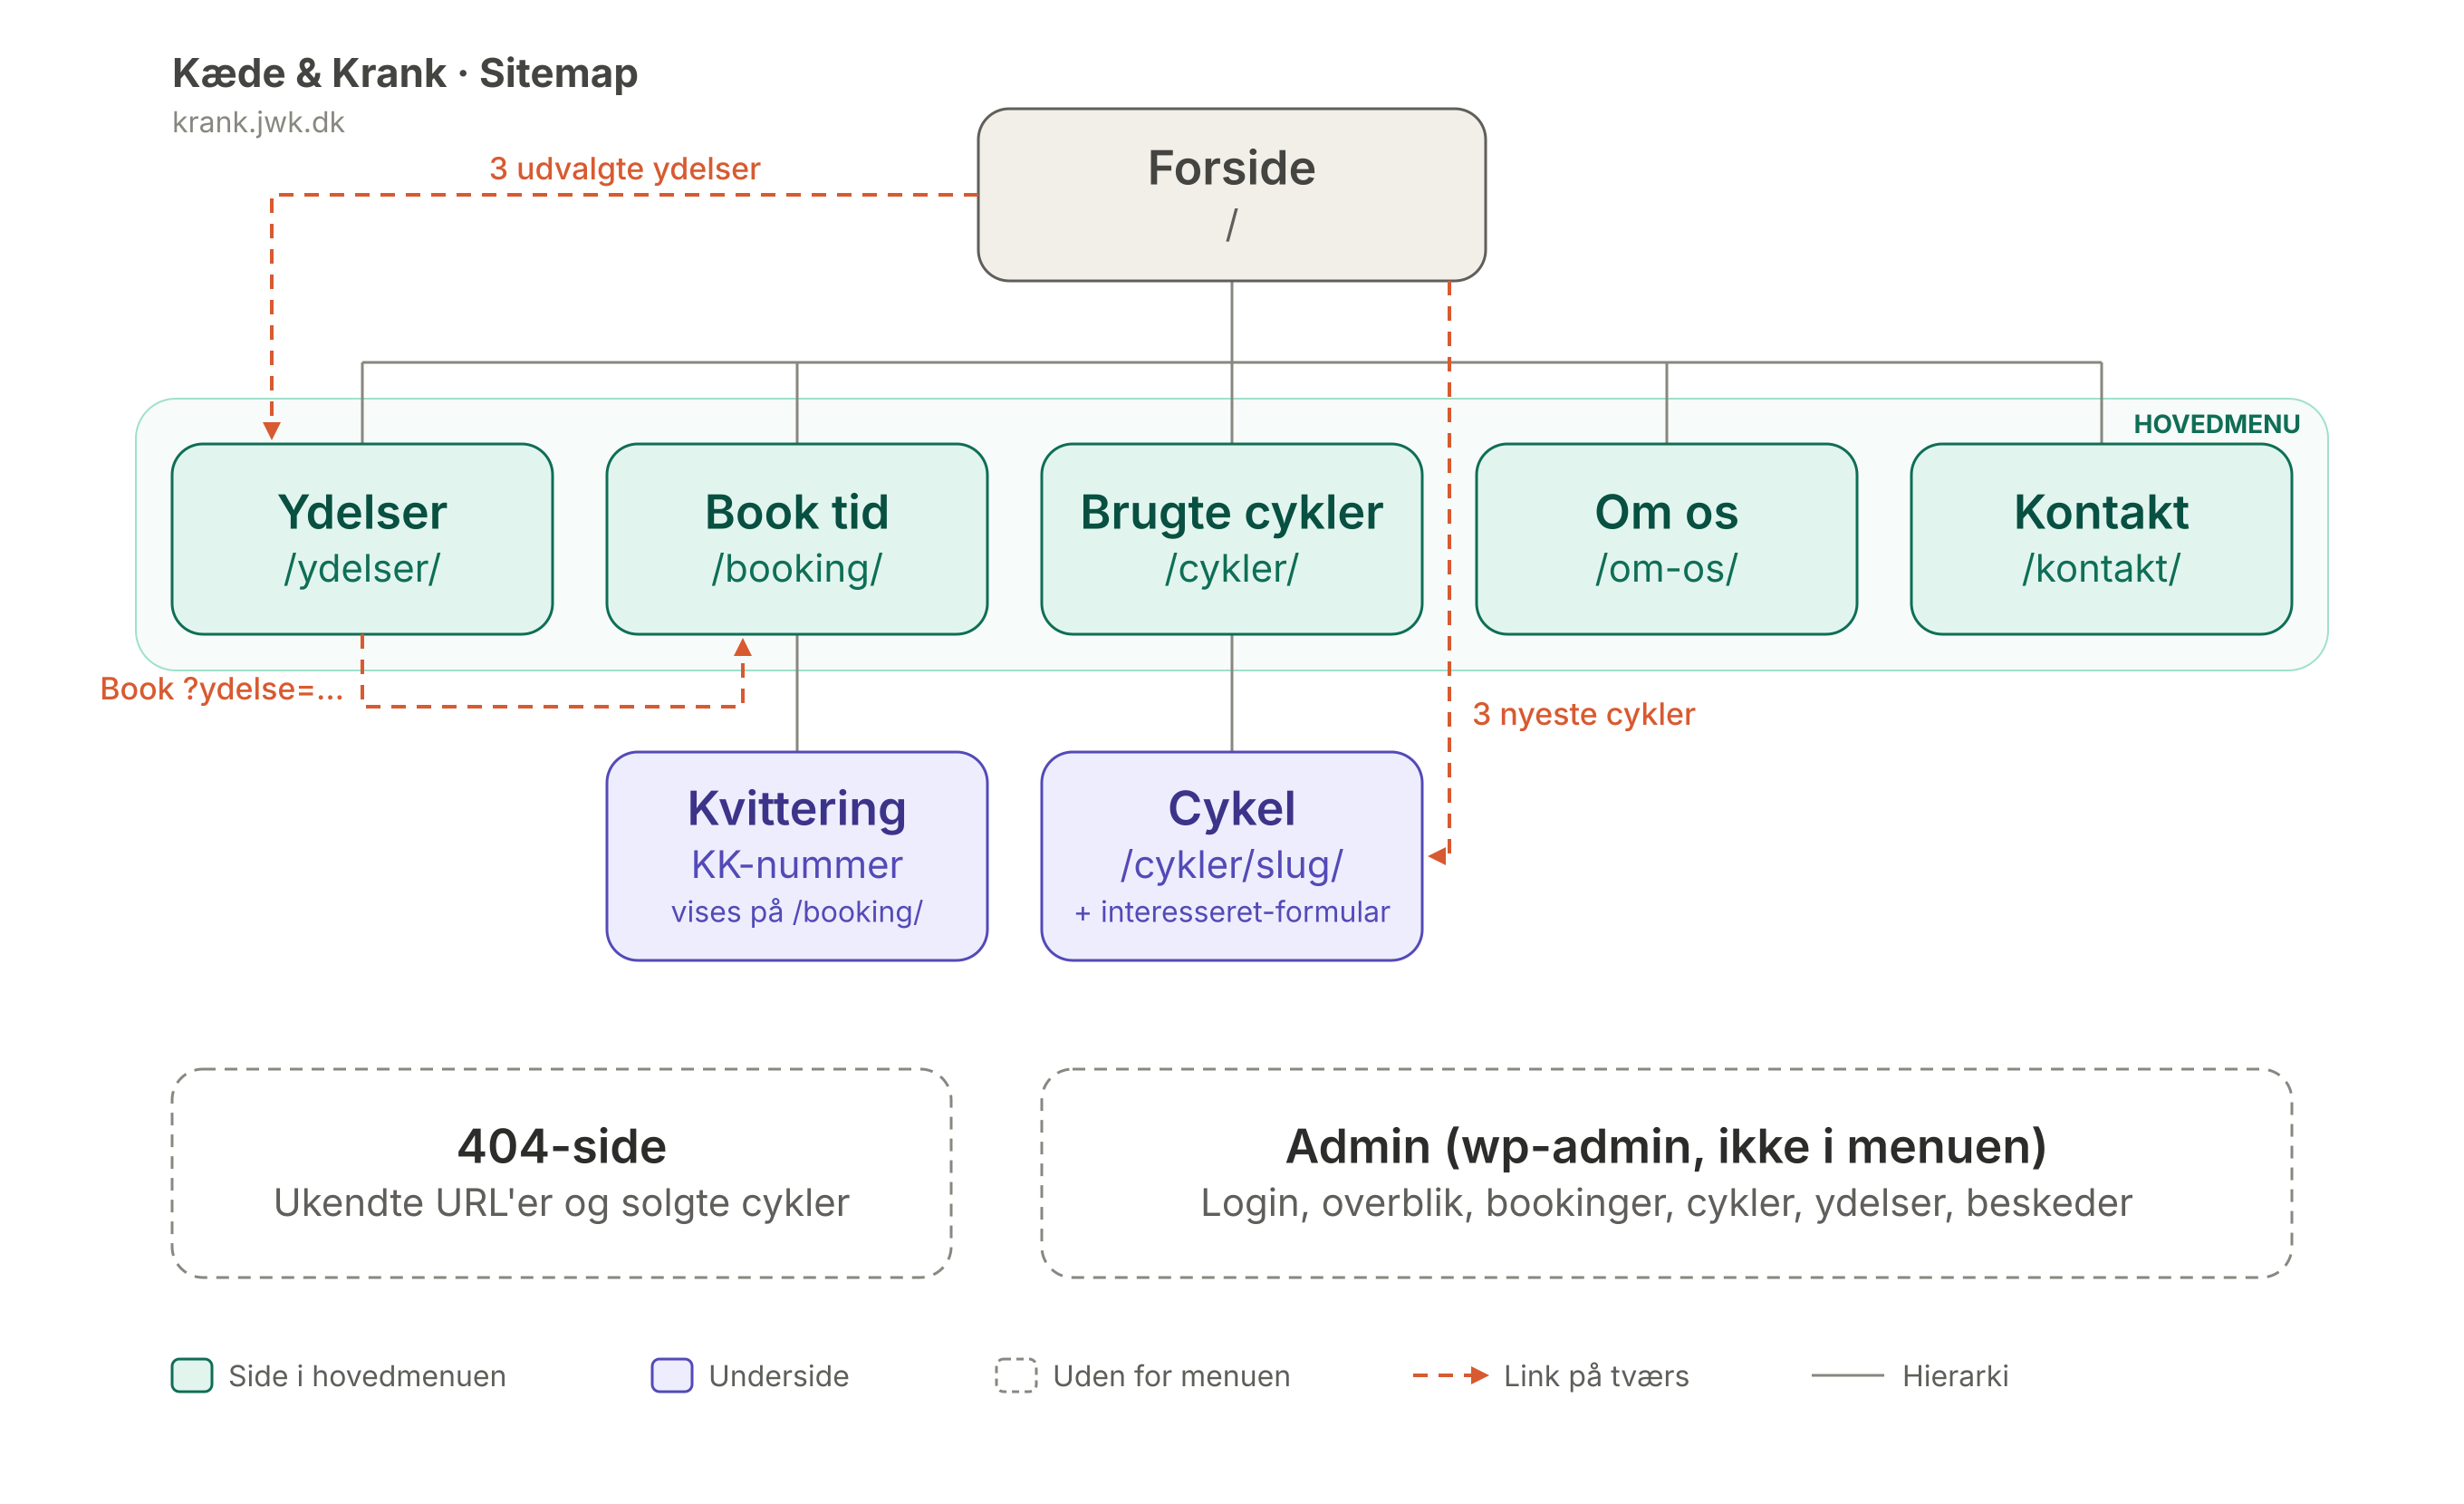 Kæde & Krank · Sitemap
krank.jwk.dk
3 udvalgte ydelser
Forside
/
HOVEDMENU
Ydelser
/ydelser/
Book tid
/booking/
Brugte cykler
/cykler/
Om os
/om-os/
Kontakt
/kontakt/
Book ?ydelse=...
3 nyeste cykler
Kvittering
KK-nummer
vises på /booking/
Cykel
/cykler/slug/
+ interesseret-formular
404-side
Ukendte URL'er og solgte cykler
Admin (wp-admin, ikke i menuen)
Login, overblik, bookinger, cykler, ydelser, beskeder
Side i hovedmenuen
Underside
Uden for menuen
Link på tværs
Hierarki